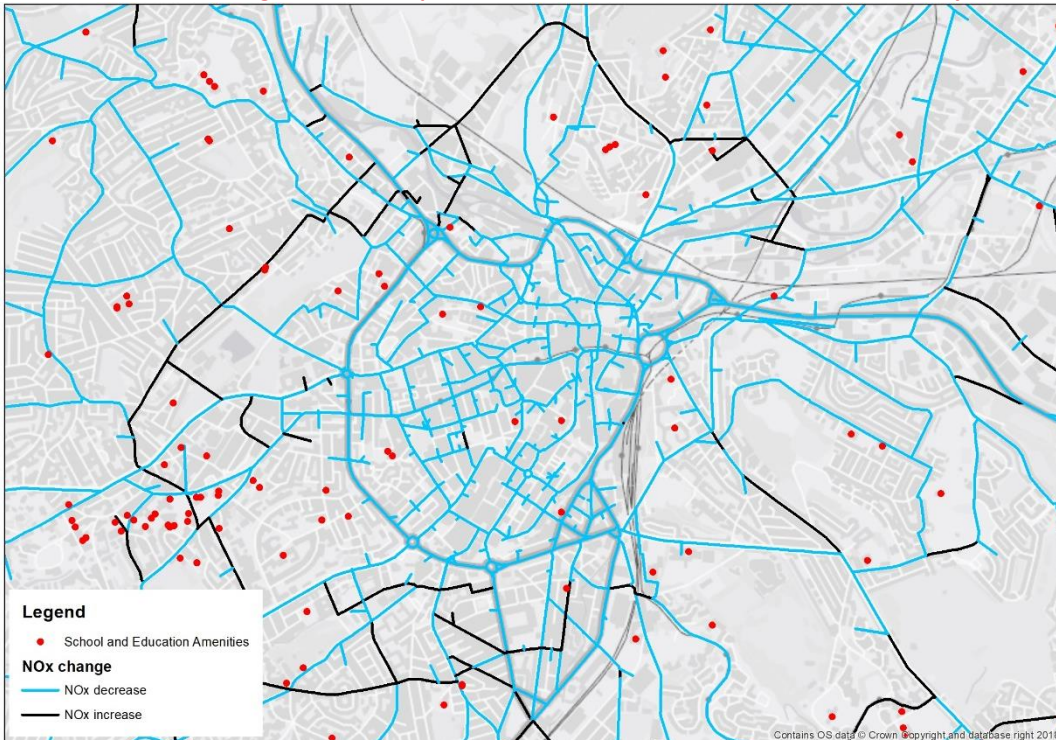 Legend
School and Education Amenities
NOx change
NOx decrease
NOx increase
Contains OS data © Crown Copyright and database right 201